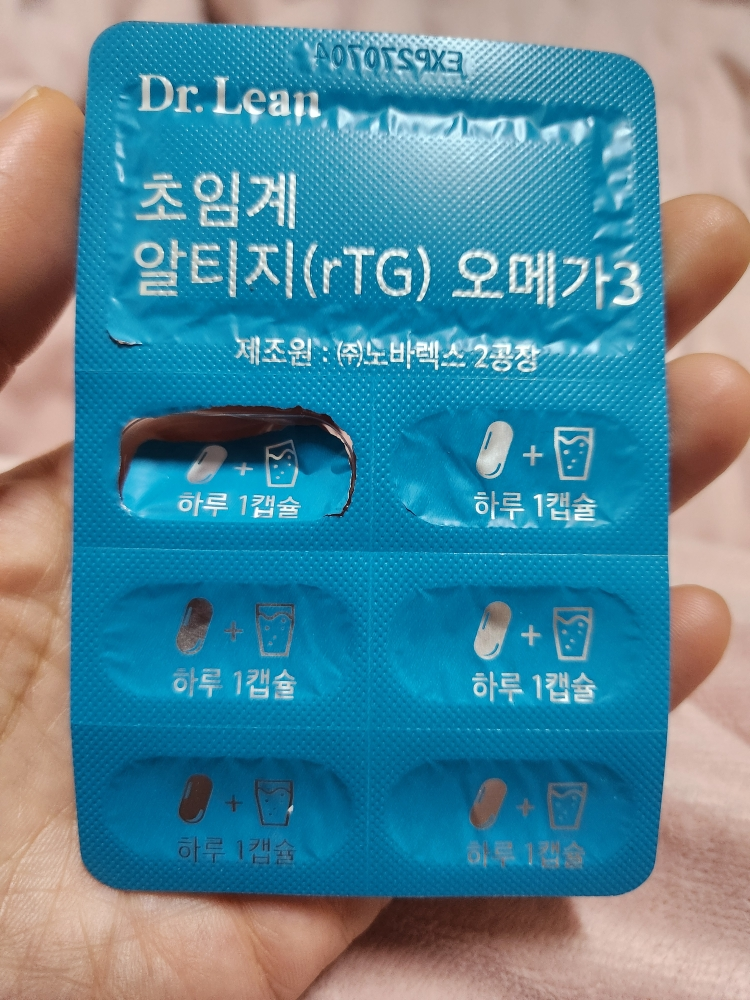 EXP270704
Dr. Lean
초임계
알티지(rTG) 오메가3
제조원 : ㈜노바렉스 2공장
하루 1캡슐
하루 1캡슐
하루 1캡슐
하루 1캡슐
하루 1캡슐
하루 1캡슐